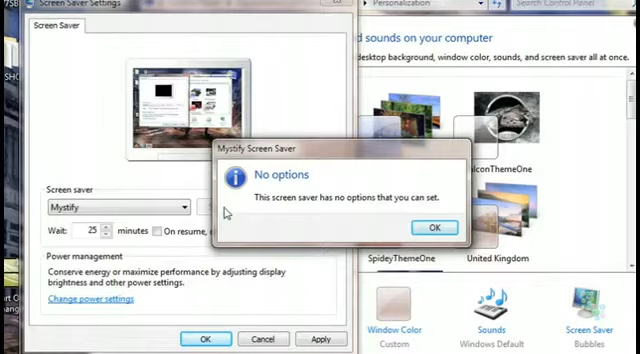 Screen Saver Settings
Personalization
Search Control Panel
Screen Saver
d sounds on your computer
desktop background, window color, sounds, and screen saver all at once.
Mystify Screen Saver
No options
This screen saver has no options that you can set.
OK
Screen saver
Mystify
Wait: 25 minutes
On resume,
Power management
Conserve energy or maximize performance by adjusting display
brightness and other power settings.
Change power settings
OK
Cancel
Apply
alconThemeOne
SpideyThemeOne
United Kingdom
Window Color
Custom
Sounds
Windows Default
Screen Saver
Bubbles